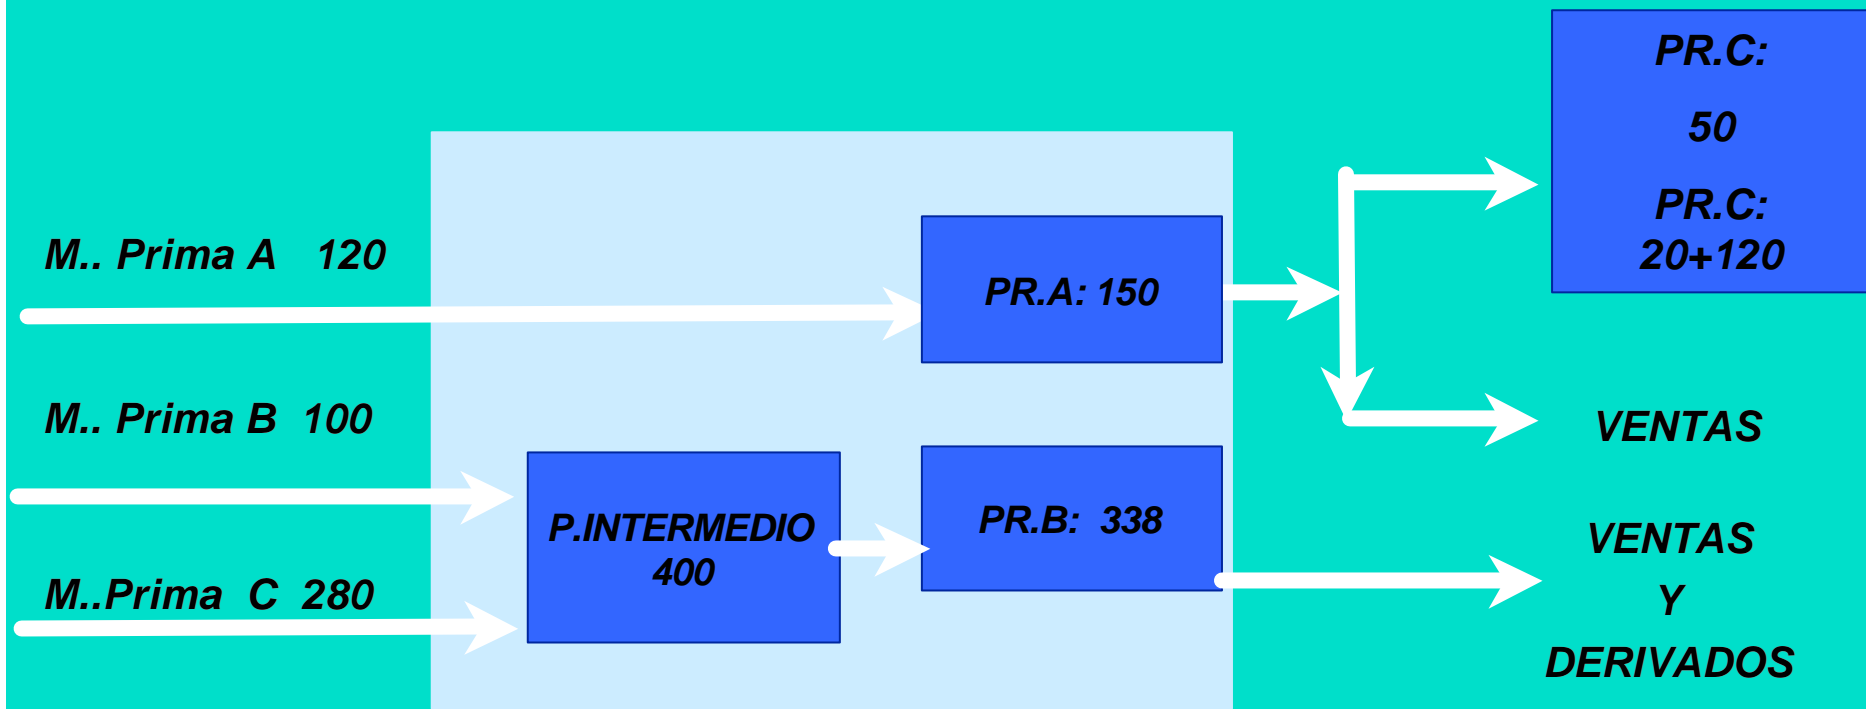 M.. Prima A 120
M.. Prima B 100
M..Prima C 280
P.INTERMEDIO
400
PR.A: 150
PR.B: 338
PR.C:
50
PR.C:
20+120
VENTAS
VENTAS
Y
DERIVADOS